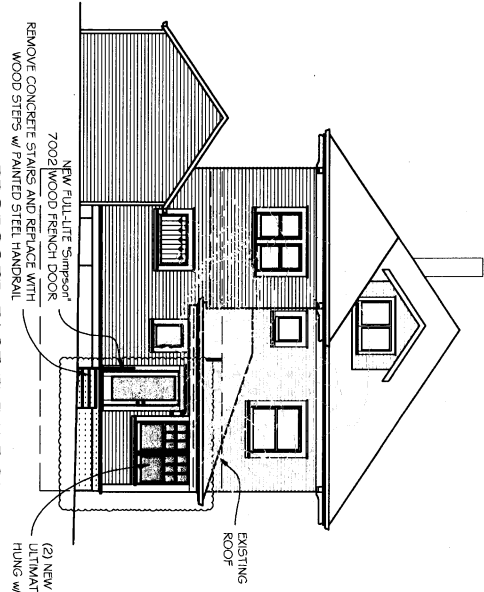 EXISTING
ROOF
NEW FULL-LITE "Simpson"
7002 WOOD FRENCH DOOR
REMOVE CONCRETE STAIRS AND REPLACE WITH
WOOD STEPS w/ PAINTED STEEL HANDRAIL
(2) NEW
ULTIMAT
HUNG w/